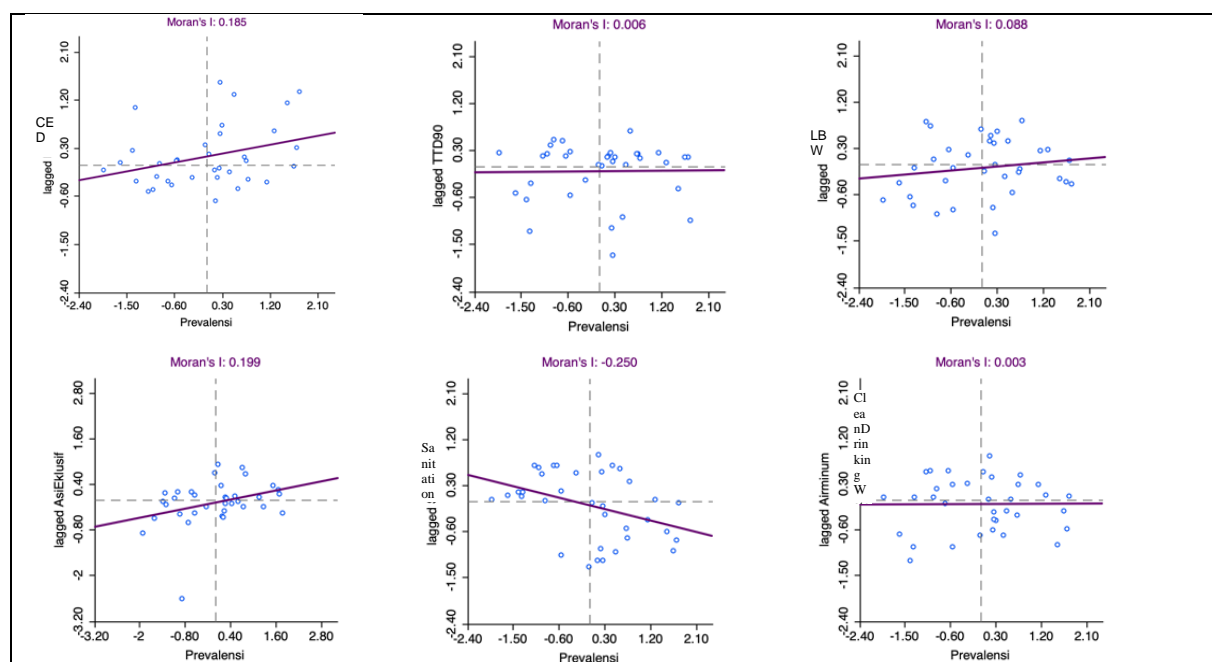 Moran's I: 0.185
2.10
1.20
0.30
-0.60
-1.50
-2.40
CE
D
lagged
-2.40
-1.50
-0.60
0.30
1.20
2.10
Prevalensi
Moran's I: 0.006
2.10
1.20
0.30
-0.60
-1.50
-2.40
lagged TTD90
-2.40
-1.50
-0.60
0.30
1.20
2.10
Prevalensi
Moran's I: 0.088
2.10
1.20
0.30
-0.60
-1.50
-2.40
LB
W
lagged
-2.40
-1.50
-0.60
0.30
1.20
2.10
Prevalensi
Moran's I: 0.199
2.80
1.60
0.40
-0.80
-2
-3.20
lagged AsiEksklusif
-3.20
-2
-0.80
0.40
1.60
2.80
Prevalensi
Moran's I: -0.250
2.10
1.20
0.30
-0.60
-1.50
-2.40
Sa
nit
ati
on
-2.40
-1.50
-0.60
0.30
1.20
2.10
Prevalensi
Moran's I: 0.003
2.10
1.20
0.30
-0.60
-1.50
-2.40
Cl
ea
nD
rin
kin
g
W
lagged Airminum
-2.40
-1.50
-0.60
0.30
1.20
2.10
Prevalensi